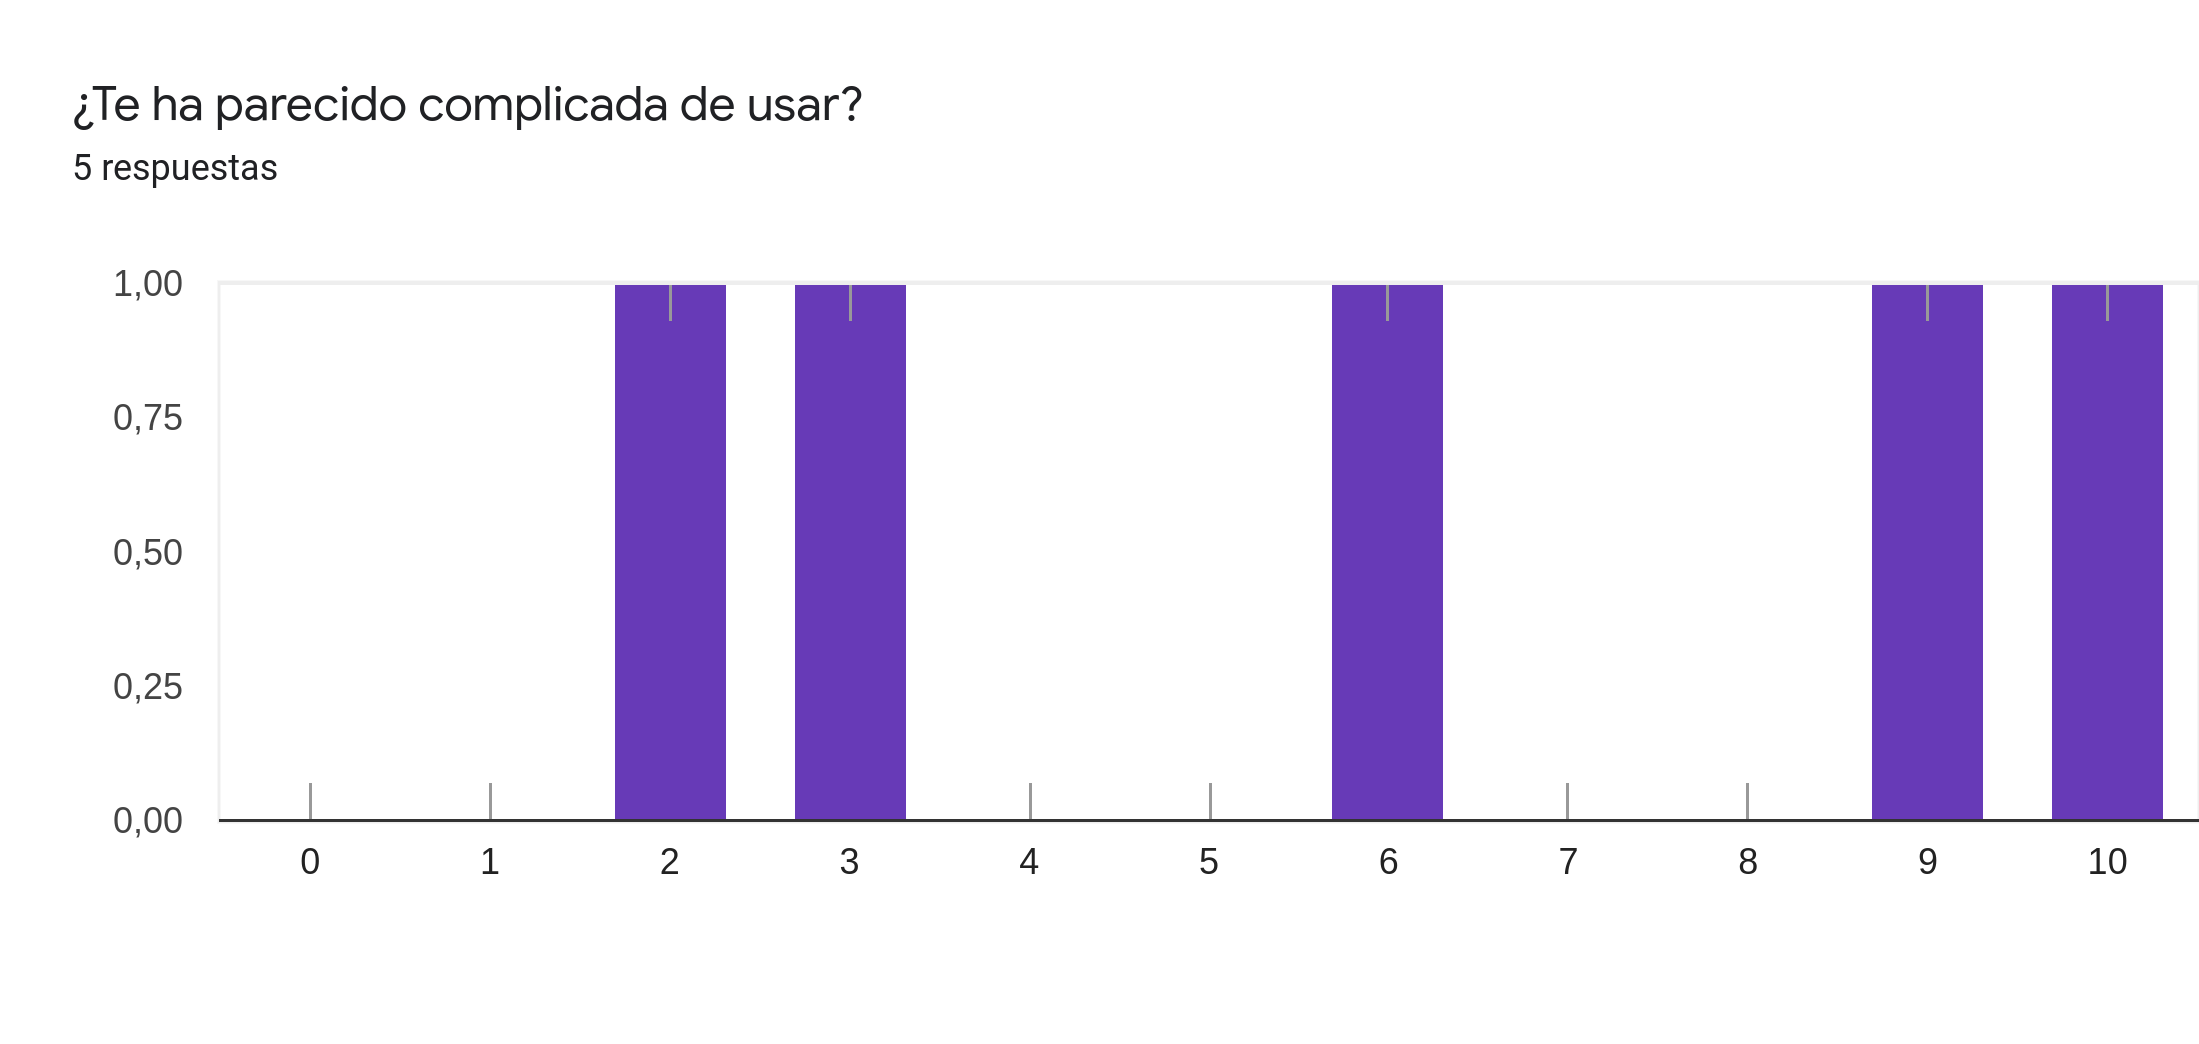 ¿Te ha parecido complicada de usar?
5 respuestas
1,00
0,75
0,50
0,25
0,00
0 1 2 3 4 5 6 7 8 9 10